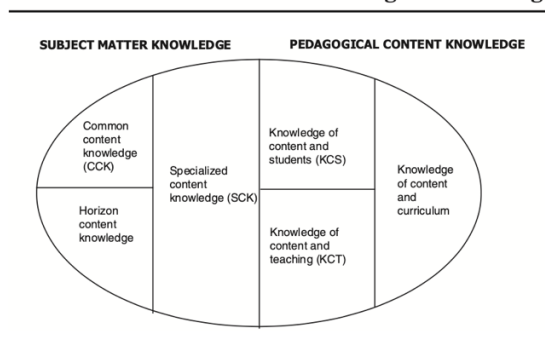 SUBJECT MATTER KNOWLEDGE
PEDAGOGICAL CONTENT KNOWLEDGE
Common
content
knowledge
(CCK)
Horizon
content
knowledge
Specialized
content
knowledge (SCK)
Knowledge of
content and
students (KCS)
Knowledge of
content and
teaching (KCT)
Knowledge
of content
and
curriculum